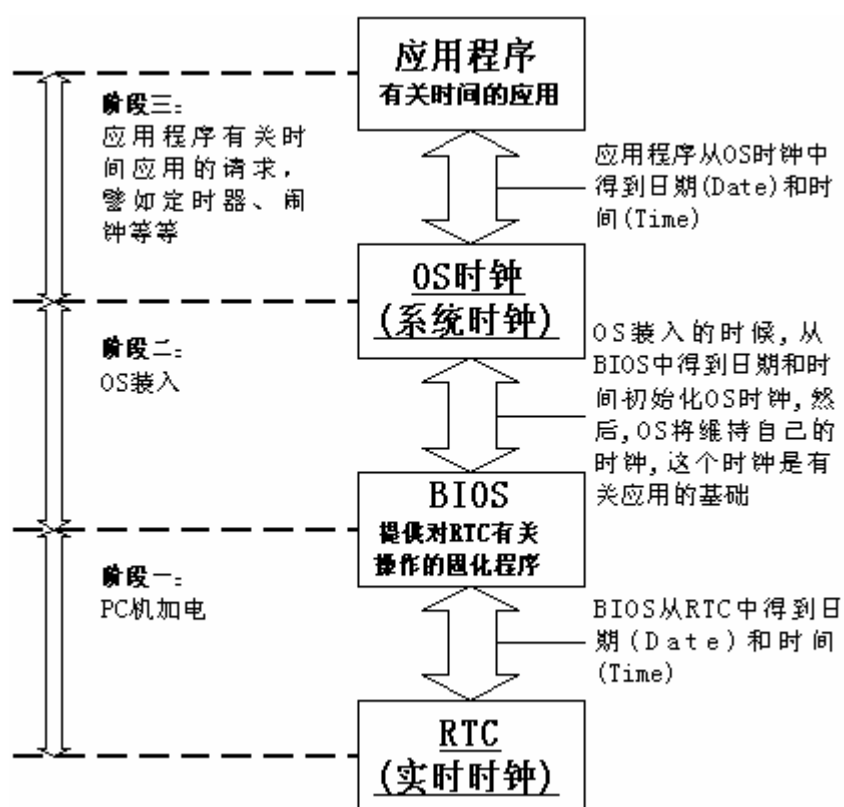 应用程序
有关时间的应用
阶段三:
应用程序有关时
间应用的请求,
譬如定时器、闹
钟等等
应用程序从OS时钟中
得到日期(Date)和时
间(Time)
OS时钟
(系统时钟)
阶段二:
OS装入
OS装入的时候,从
BIOS中得到日期和时
间初始化OS时钟,然
后,OS将维持自己的
时钟,这个时钟是有
关应用的基础
BIOS
提供对RTC有关
操作的固化程序
阶段一:
PC机加电
BIOS从RTC中得到日
期(Date)和时间
(Time)
RTC
(实时时钟)